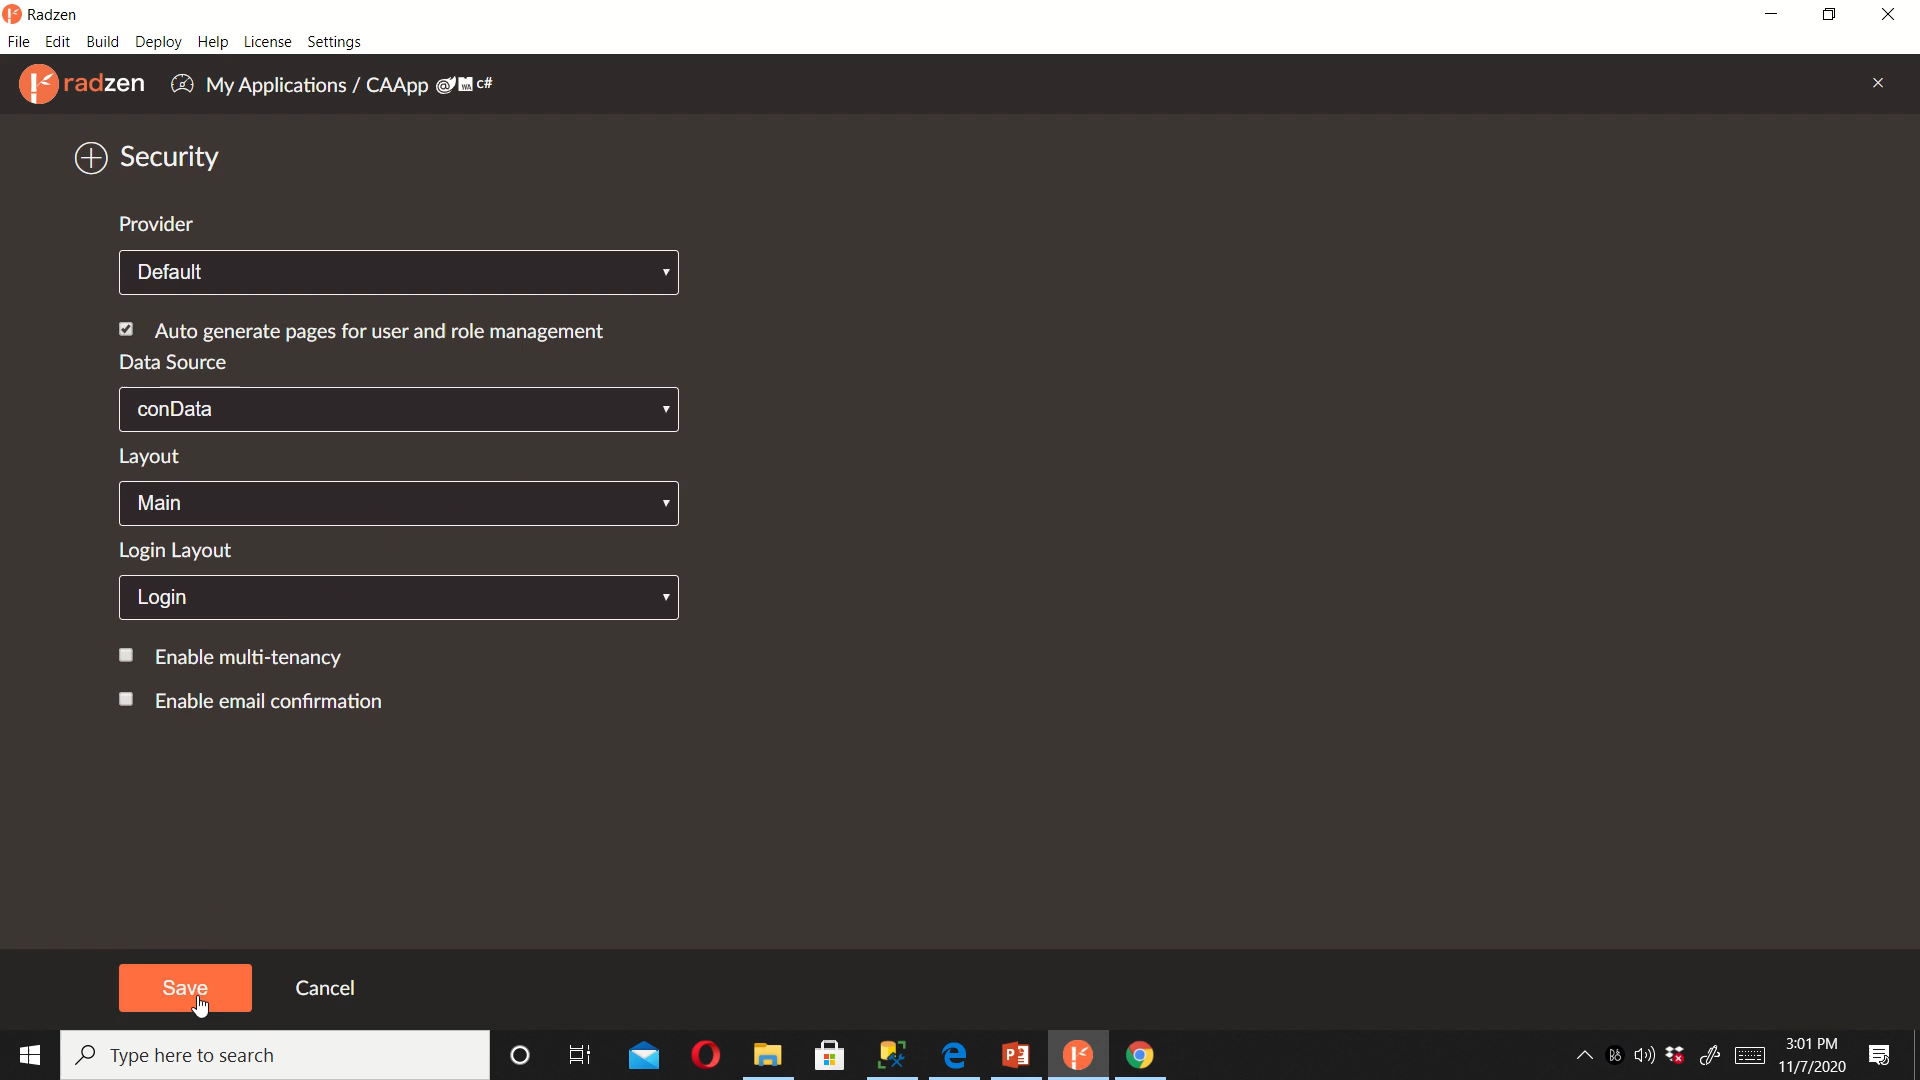 Radzen
File Edit Build Deploy Help License Settings
radzen My Applications / CAApp WA c#
Security
Provider
Default
Auto generate pages for user and role management
Data Source
conData
Layout
Main
Login Layout
Login
Enable multi-tenancy
Enable email confirmation
Save Cancel
Type here to search
3:01 PM
11/7/2020